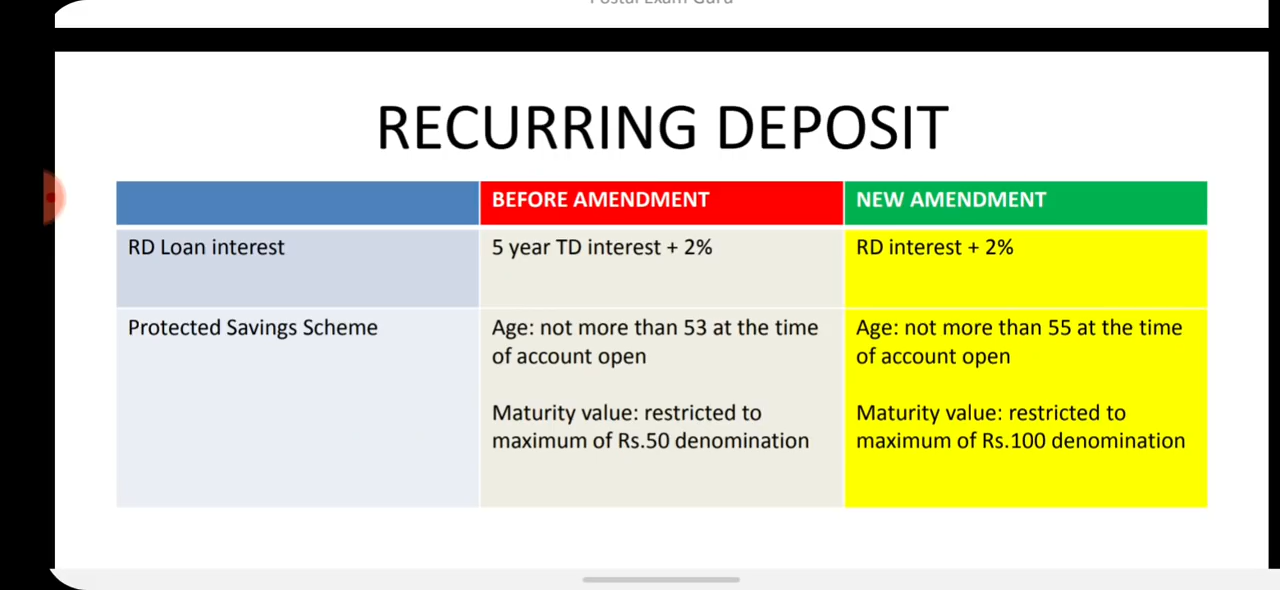 Postal Exam Guru
RECURRING DEPOSIT
BEFORE AMENDMENT
NEW AMENDMENT
RD Loan interest
5 year TD interest + 2%
RD interest + 2%
Protected Savings Scheme
Age: not more than 53 at the time
of account open
Maturity value: restricted to
maximum of Rs.50 denomination
Age: not more than 55 at the time
of account open
Maturity value: restricted to
maximum of Rs.100 denomination